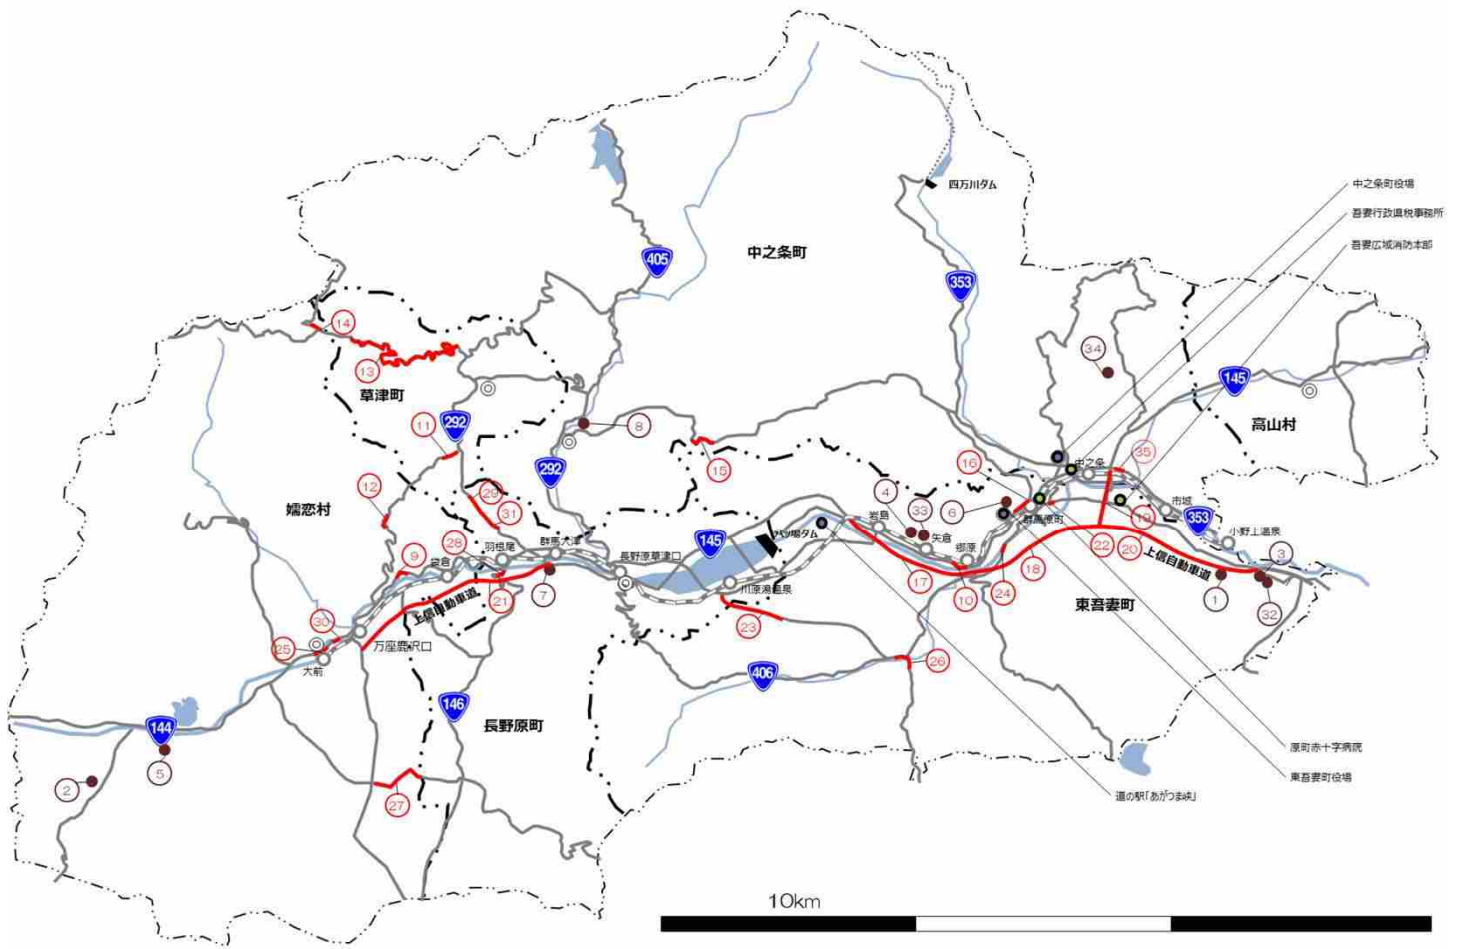 中之条町役場
吾妻行政県税事務所
吾妻広域消防本部
四万川ダム
中之条町
405
353
34
145
高山村
14
13
草津町
292
11
8
292
15
12
嬬恋村
29
31
16
中之条
35
4
33
6
群馬原町
19
市城
353
小野上温泉
岩島
矢倉
郷原
22
20
上信自動車道
3
28
羽根尾
群馬大津
長野原草津口
145
八ッ場ダム
9
袋倉
17
18
24
10
21
7
川原湯温泉
東吾妻町
1
32
上信自動車道
23
30
25
万座鹿沢口
大前
26
406
146
長野原町
144
5
2
27
原町赤十字病院
東吾妻町役場
道の駅「あがつま峡」
10km